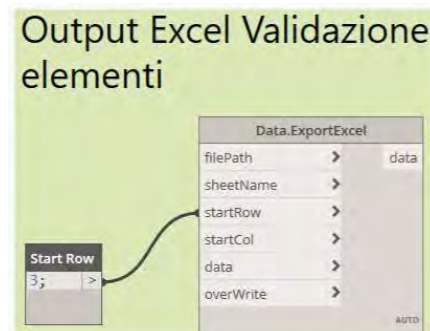 Output Excel Validazione
elementi
Data.ExportExcel
filePath >
data
sheetName >
startRow >
startCol >
data >
overWrite >
AUTO
Start Row
3; >